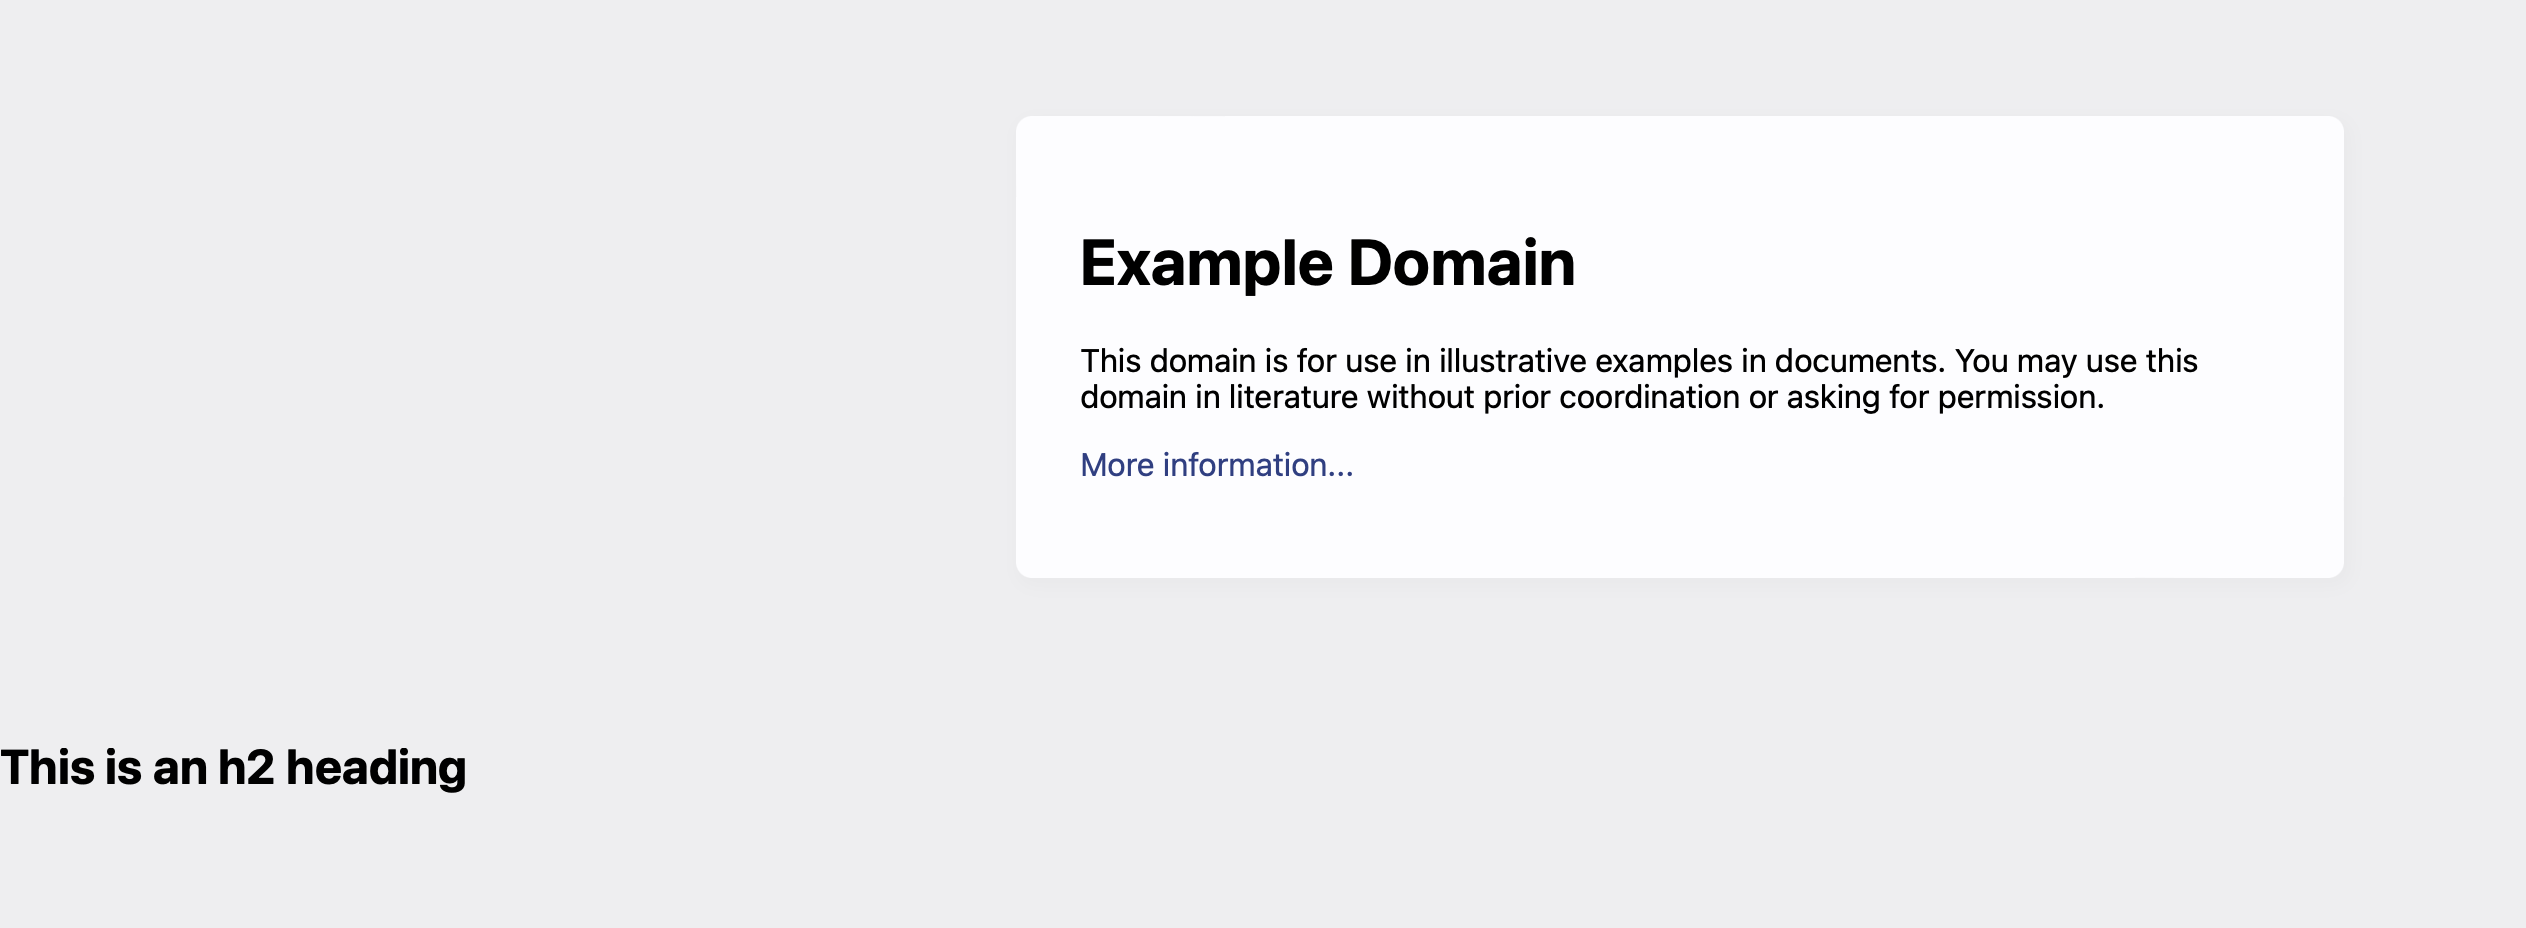 Example Domain
This domain is for use in illustrative examples in documents. You may use this
domain in literature without prior coordination or asking for permission.
More information...
This is an h2 heading